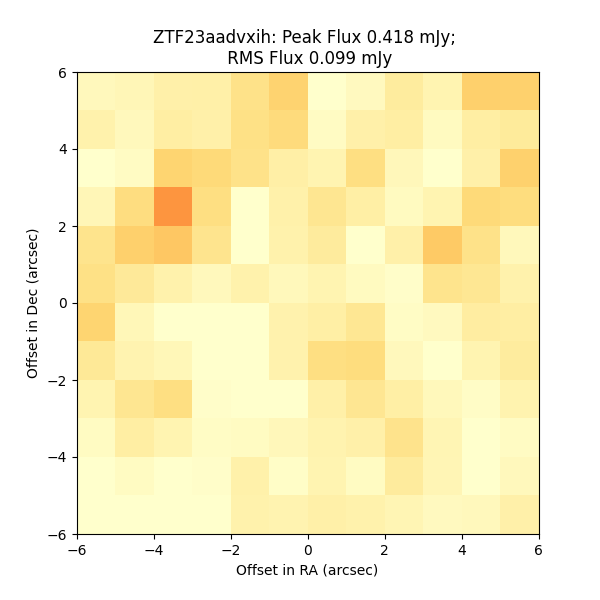 ZTF23aadvxih: Peak Flux 0.418 mJy;
RMS Flux 0.099 mJy
6
4
2
0
−2
−4
−6
Offset in Dec (arcsec)
−6 −4 −2 0 2 4 6
Offset in RA (arcsec)